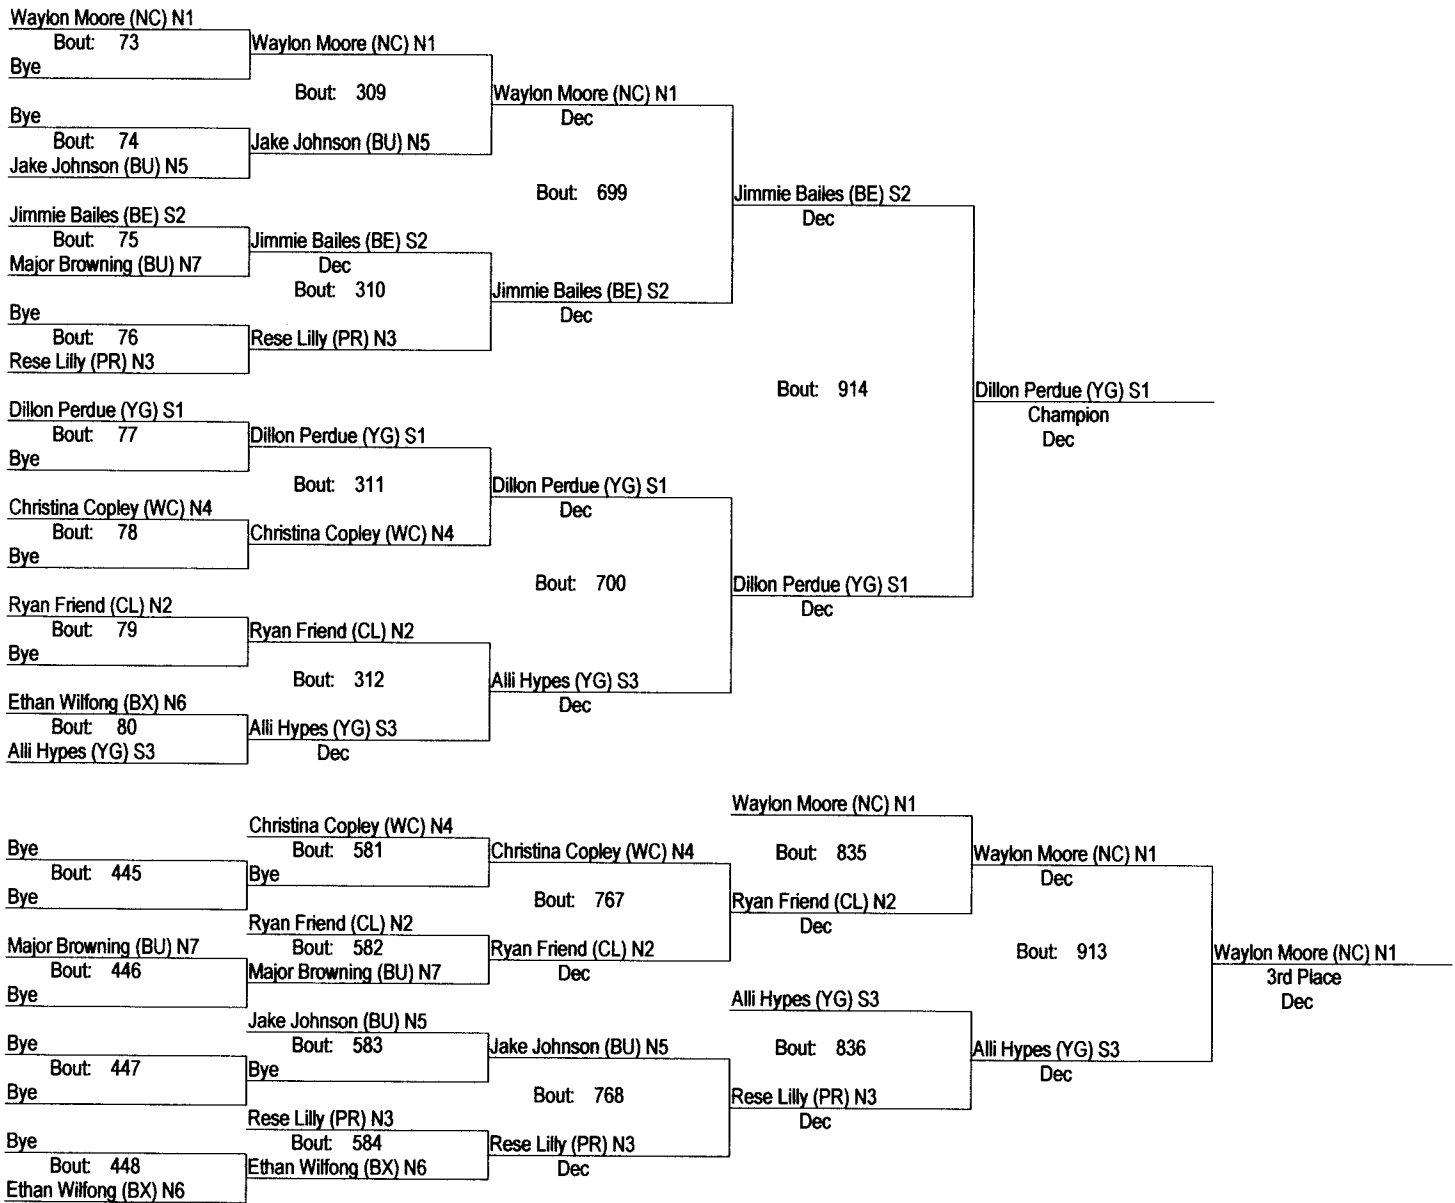 Waylon Moore (NC) N1
Bout: 73
Bye
Waylon Moore (NC) N1
Bout: 309
Waylon Moore (NC) N1
Dec
Bye
Bout: 74
Jake Johnson (BU) N5
Jake Johnson (BU) N5
Bout: 699
Jimmie Bailes (BE) S2
Dec
Jimmie Bailes (BE) S2
Bout: 75
Major Browning (BU) N7
Jimmie Bailes (BE) S2
Dec
Bout: 310
Jimmie Bailes (BE) S2
Dec
Bye
Bout: 76
Rese Lilly (PR) N3
Rese Lilly (PR) N3
Bout: 914
Dillon Perdue (YG) S1
Champion
Dec
Dillon Perdue (YG) S1
Bout: 77
Bye
Dillon Perdue (YG) S1
Bout: 311
Dillon Perdue (YG) S1
Dec
Christina Copley (WC) N4
Bout: 78
Bye
Christina Copley (WC) N4
Bout: 700
Dillon Perdue (YG) S1
Dec
Ryan Friend (CL) N2
Bout: 79
Bye
Ryan Friend (CL) N2
Bout: 312
Alli Hypes (YG) S3
Dec
Ethan Wilfong (BX) N6
Bout: 80
Alli Hypes (YG) S3
Alli Hypes (YG) S3
Dec
Bye
Bout: 445
Bye
Christina Copley (WC) N4
Bout: 581
Bye
Christina Copley (WC) N4
Bout: 767
Waylon Moore (NC) N1
Bout: 835
Ryan Friend (CL) N2
Dec
Waylon Moore (NC) N1
Dec
Major Browning (BU) N7
Bout: 446
Bye
Ryan Friend (CL) N2
Bout: 582
Major Browning (BU) N7
Ryan Friend (CL) N2
Dec
Bout: 913
Waylon Moore (NC) N1
3rd Place
Dec
Bye
Bout: 447
Bye
Jake Johnson (BU) N5
Bout: 583
Bye
Jake Johnson (BU) N5
Bout: 768
Alli Hypes (YG) S3
Bout: 836
Rese Lilly (PR) N3
Dec
Alli Hypes (YG) S3
Dec
Bye
Bout: 448
Ethan Wilfong (BX) N6
Rese Lilly (PR) N3
Bout: 584
Ethan Wilfong (BX) N6
Rese Lilly (PR) N3
Dec